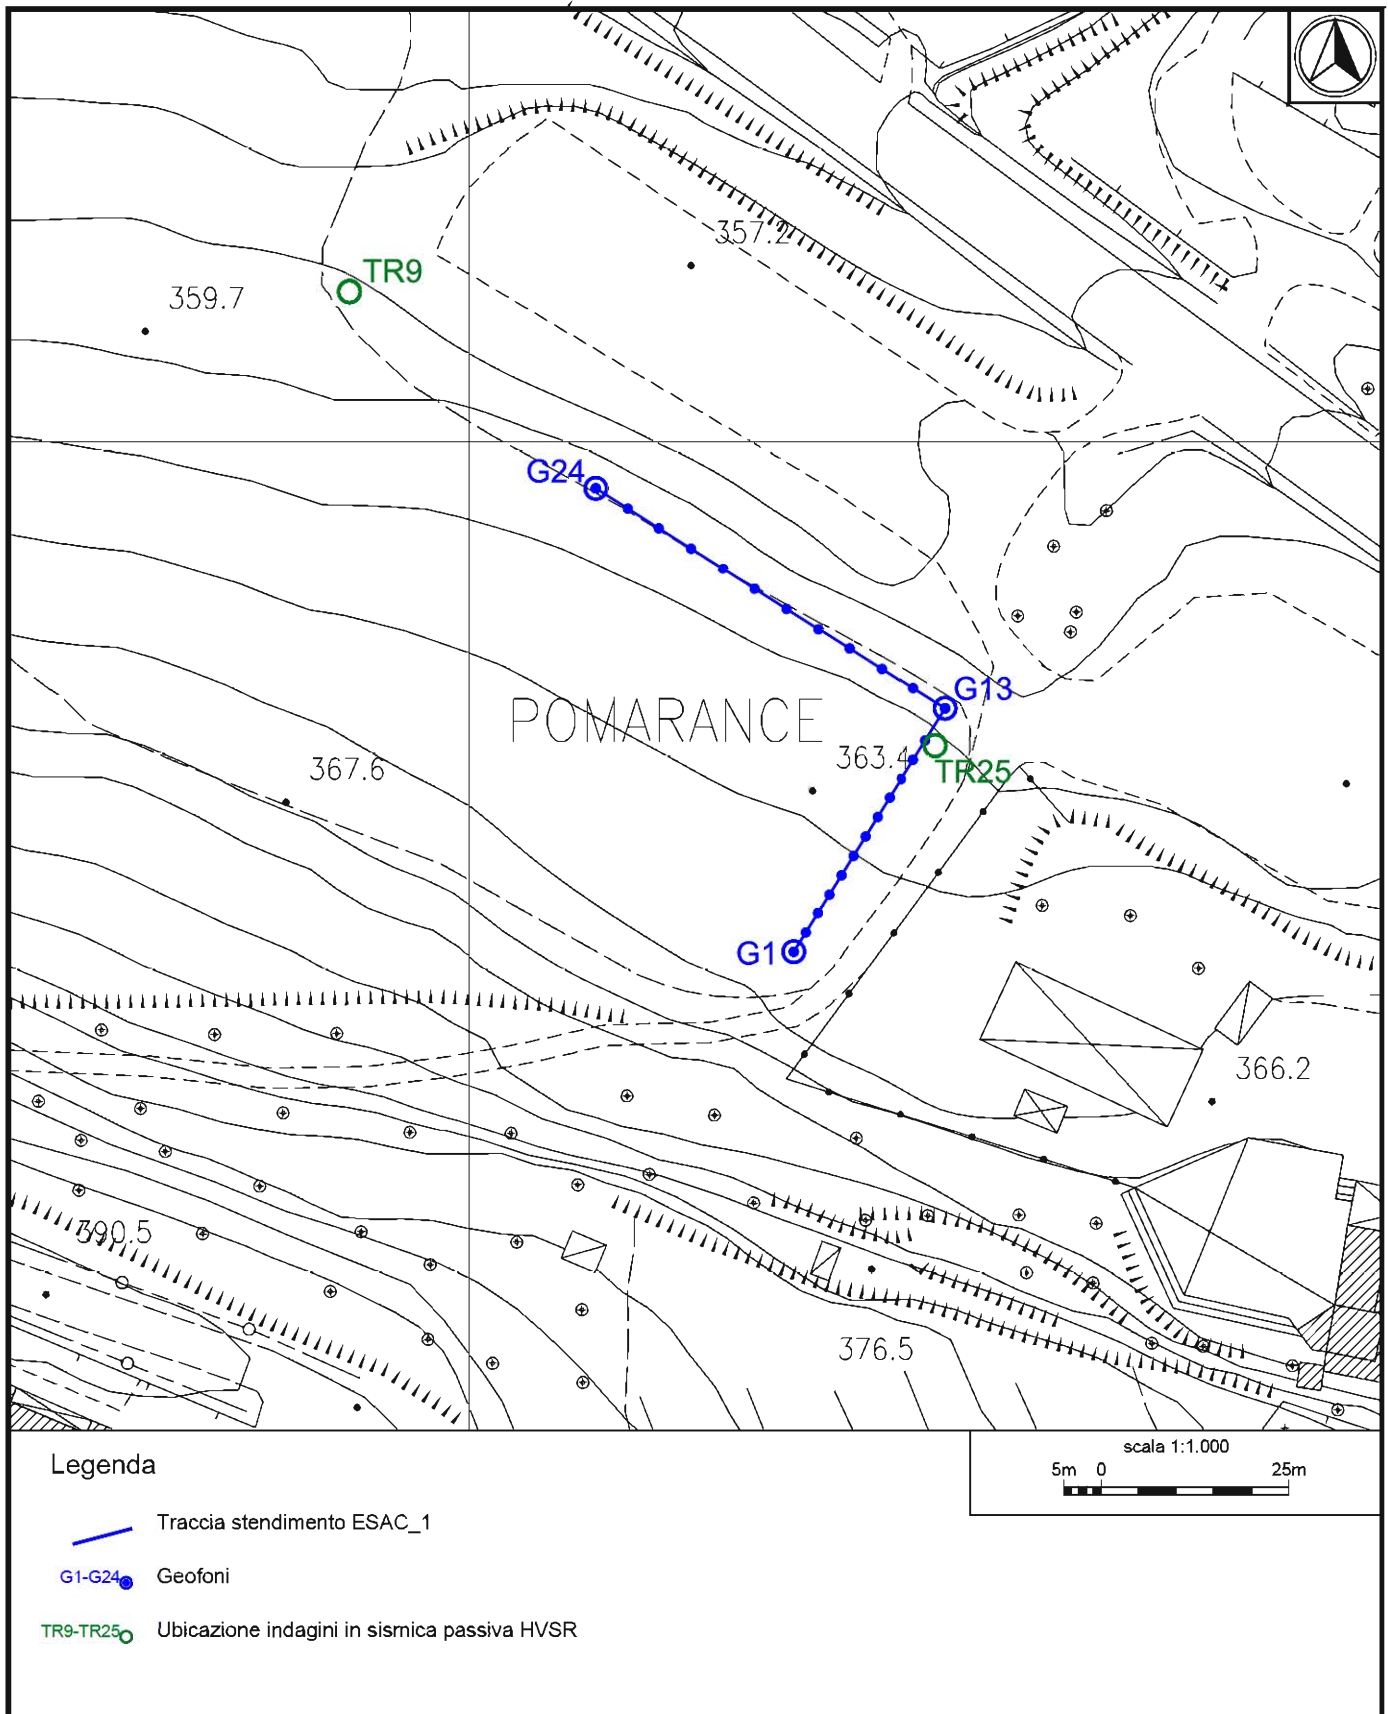 357.2
TR9
359.7
G24
G13
POMARANCE
363.4
TR25
367.6
G1
366.2
390.5
376.5
Legenda
scala 1:1.000
5m 0 25m
Traccia stendimento ESAC_1
G1-G24 Geofoni
TR9-TR25 Ubicazione indagini in sismica passiva HVSR